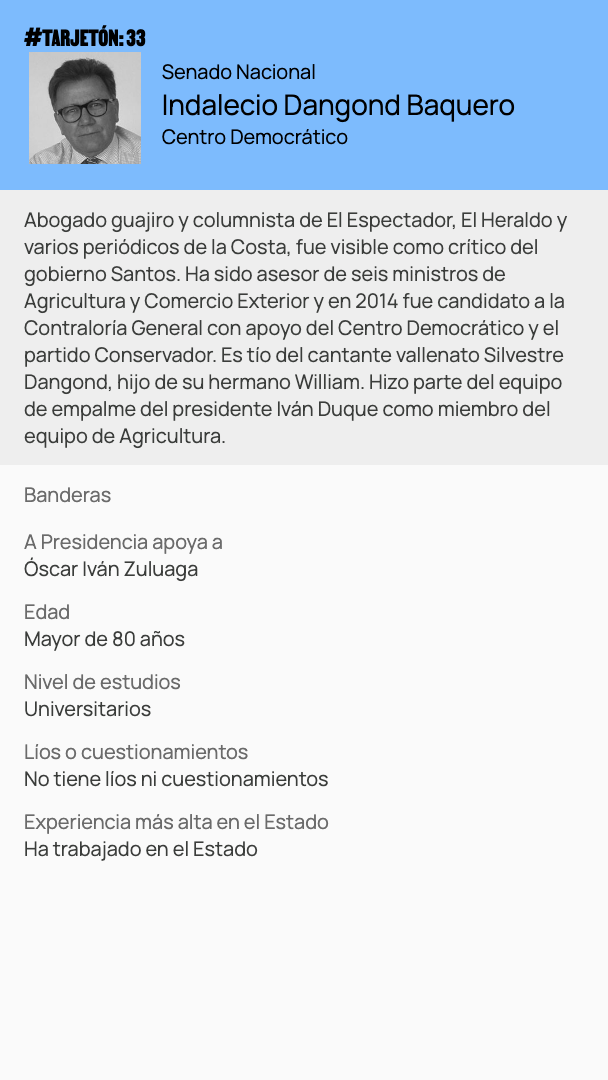 #TARJETÓN: 33
Senado Nacional
Indalecio Dangond Baquero
Centro Democrático
Abogado guajiro y columnista de El Espectador, El Heraldo y
varios periódicos de la Costa, fue visible como crítico del
gobierno Santos. Ha sido asesor de seis ministros de
Agricultura y Comercio Exterior y en 2014 fue candidato a la
Contraloría General con apoyo del Centro Democrático y el
partido Conservador. Es tío del cantante vallenato Silvestre
Dangond, hijo de su hermano William. Hizo parte del equipo
de empalme del presidente Iván Duque como miembro del
equipo de Agricultura.
Banderas
A Presidencia apoya a
Óscar Iván Zuluaga
Edad
Mayor de 80 años
Nivel de estudios
Universitarios
Líos o cuestionamientos
No tiene líos ni cuestionamientos
Experiencia más alta en el Estado
Ha trabajado en el Estado